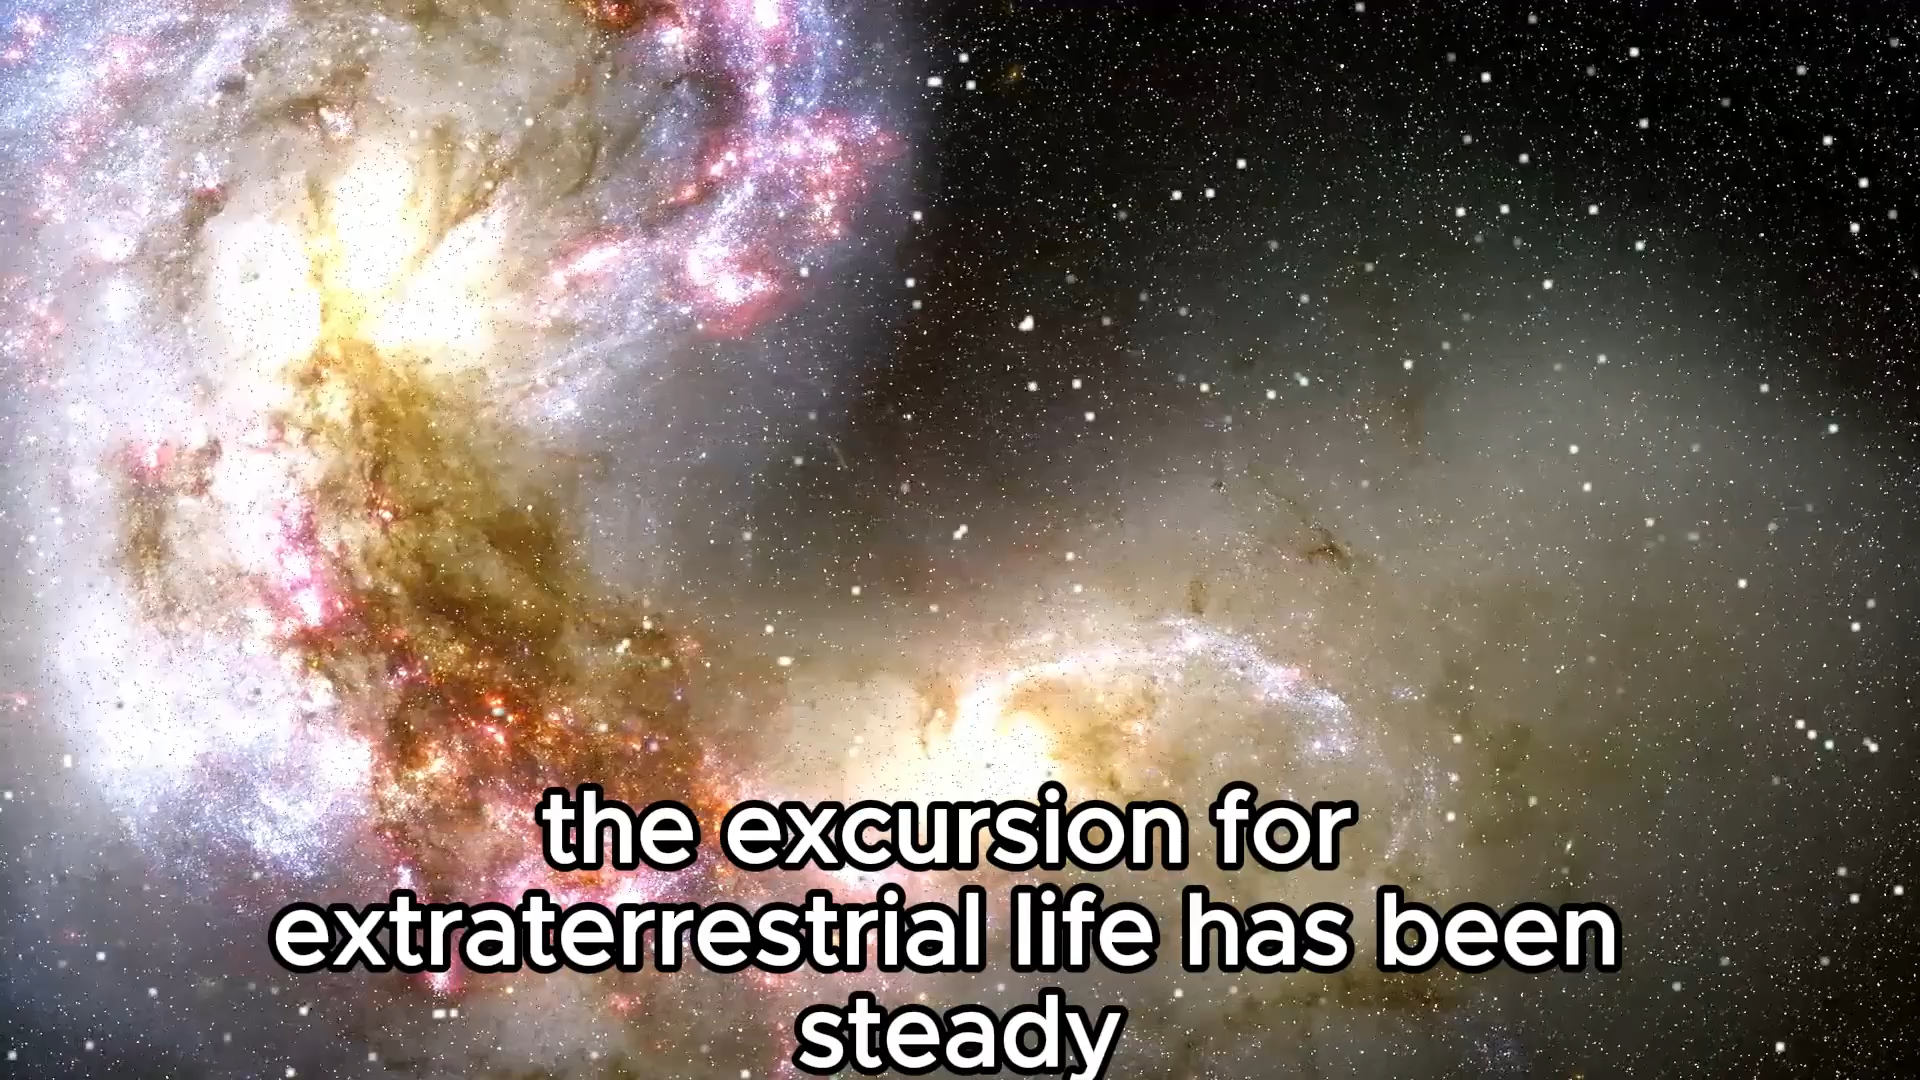 the excursion for
extraterrestrial life has been
steady